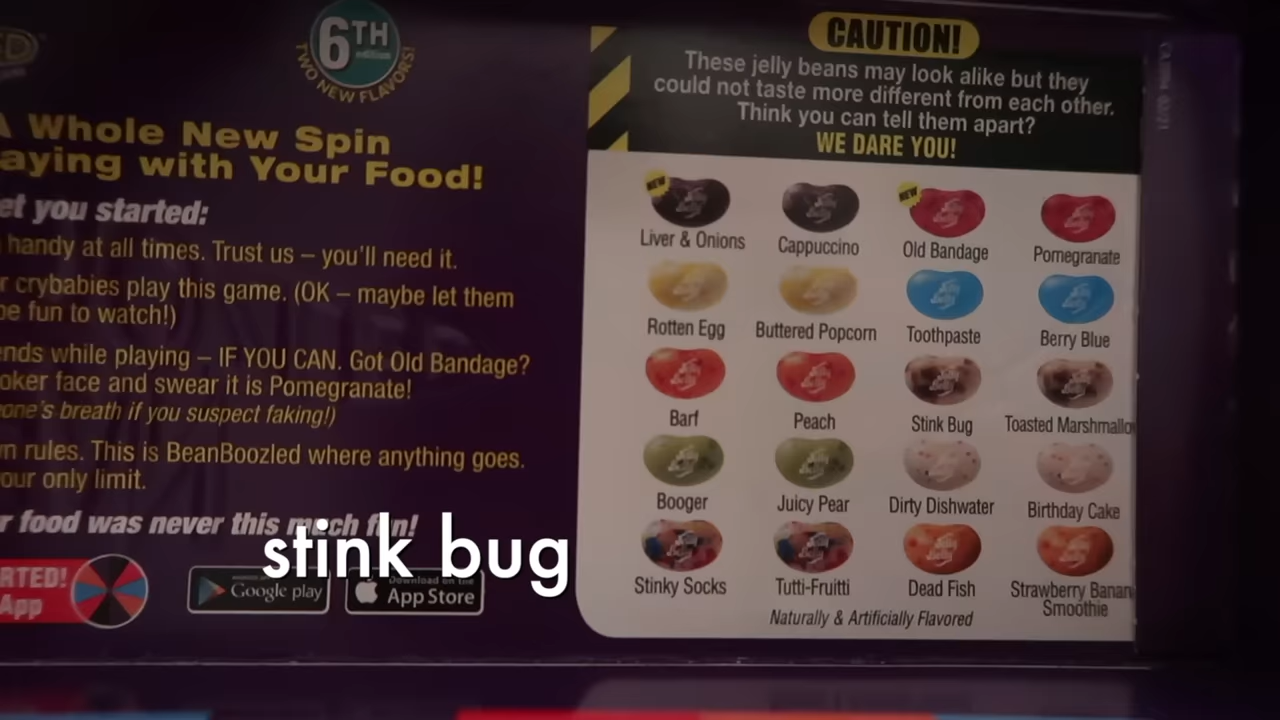 6TH
edition
TWO NEW FLAVORS!
A Whole New Spin
aying with Your Food!
et you started:
handy at all times. Trust us – you'll need it.
r crybabies play this game. (OK – maybe let them
be fun to watch!)
ends while playing – IF YOU CAN. Got Old Bandage?
oker face and swear it is Pomegranate!
one's breath if you suspect faking!)
n rules. This is BeanBoozled where anything goes.
our only limit.
r food was never this much fun!
stink bug
RTED!
App
Google play
Download on the
App Store
CAUTION!
These jelly beans may look alike but they
could not taste more different from each other.
Think you can tell them apart?
WE DARE YOU!
NEW NEW
Liver & Onions Cappuccino Old Bandage Pomegranate
Rotten Egg Buttered Popcorn Toothpaste Berry Blue
Barf Peach Stink Bug Toasted Marshmallo
Booger Juicy Pear Dirty Dishwater Birthday Cake
Stinky Socks Tutti-Fruitti Dead Fish Strawberry Banan
Smoothie
Naturally & Artificially Flavored